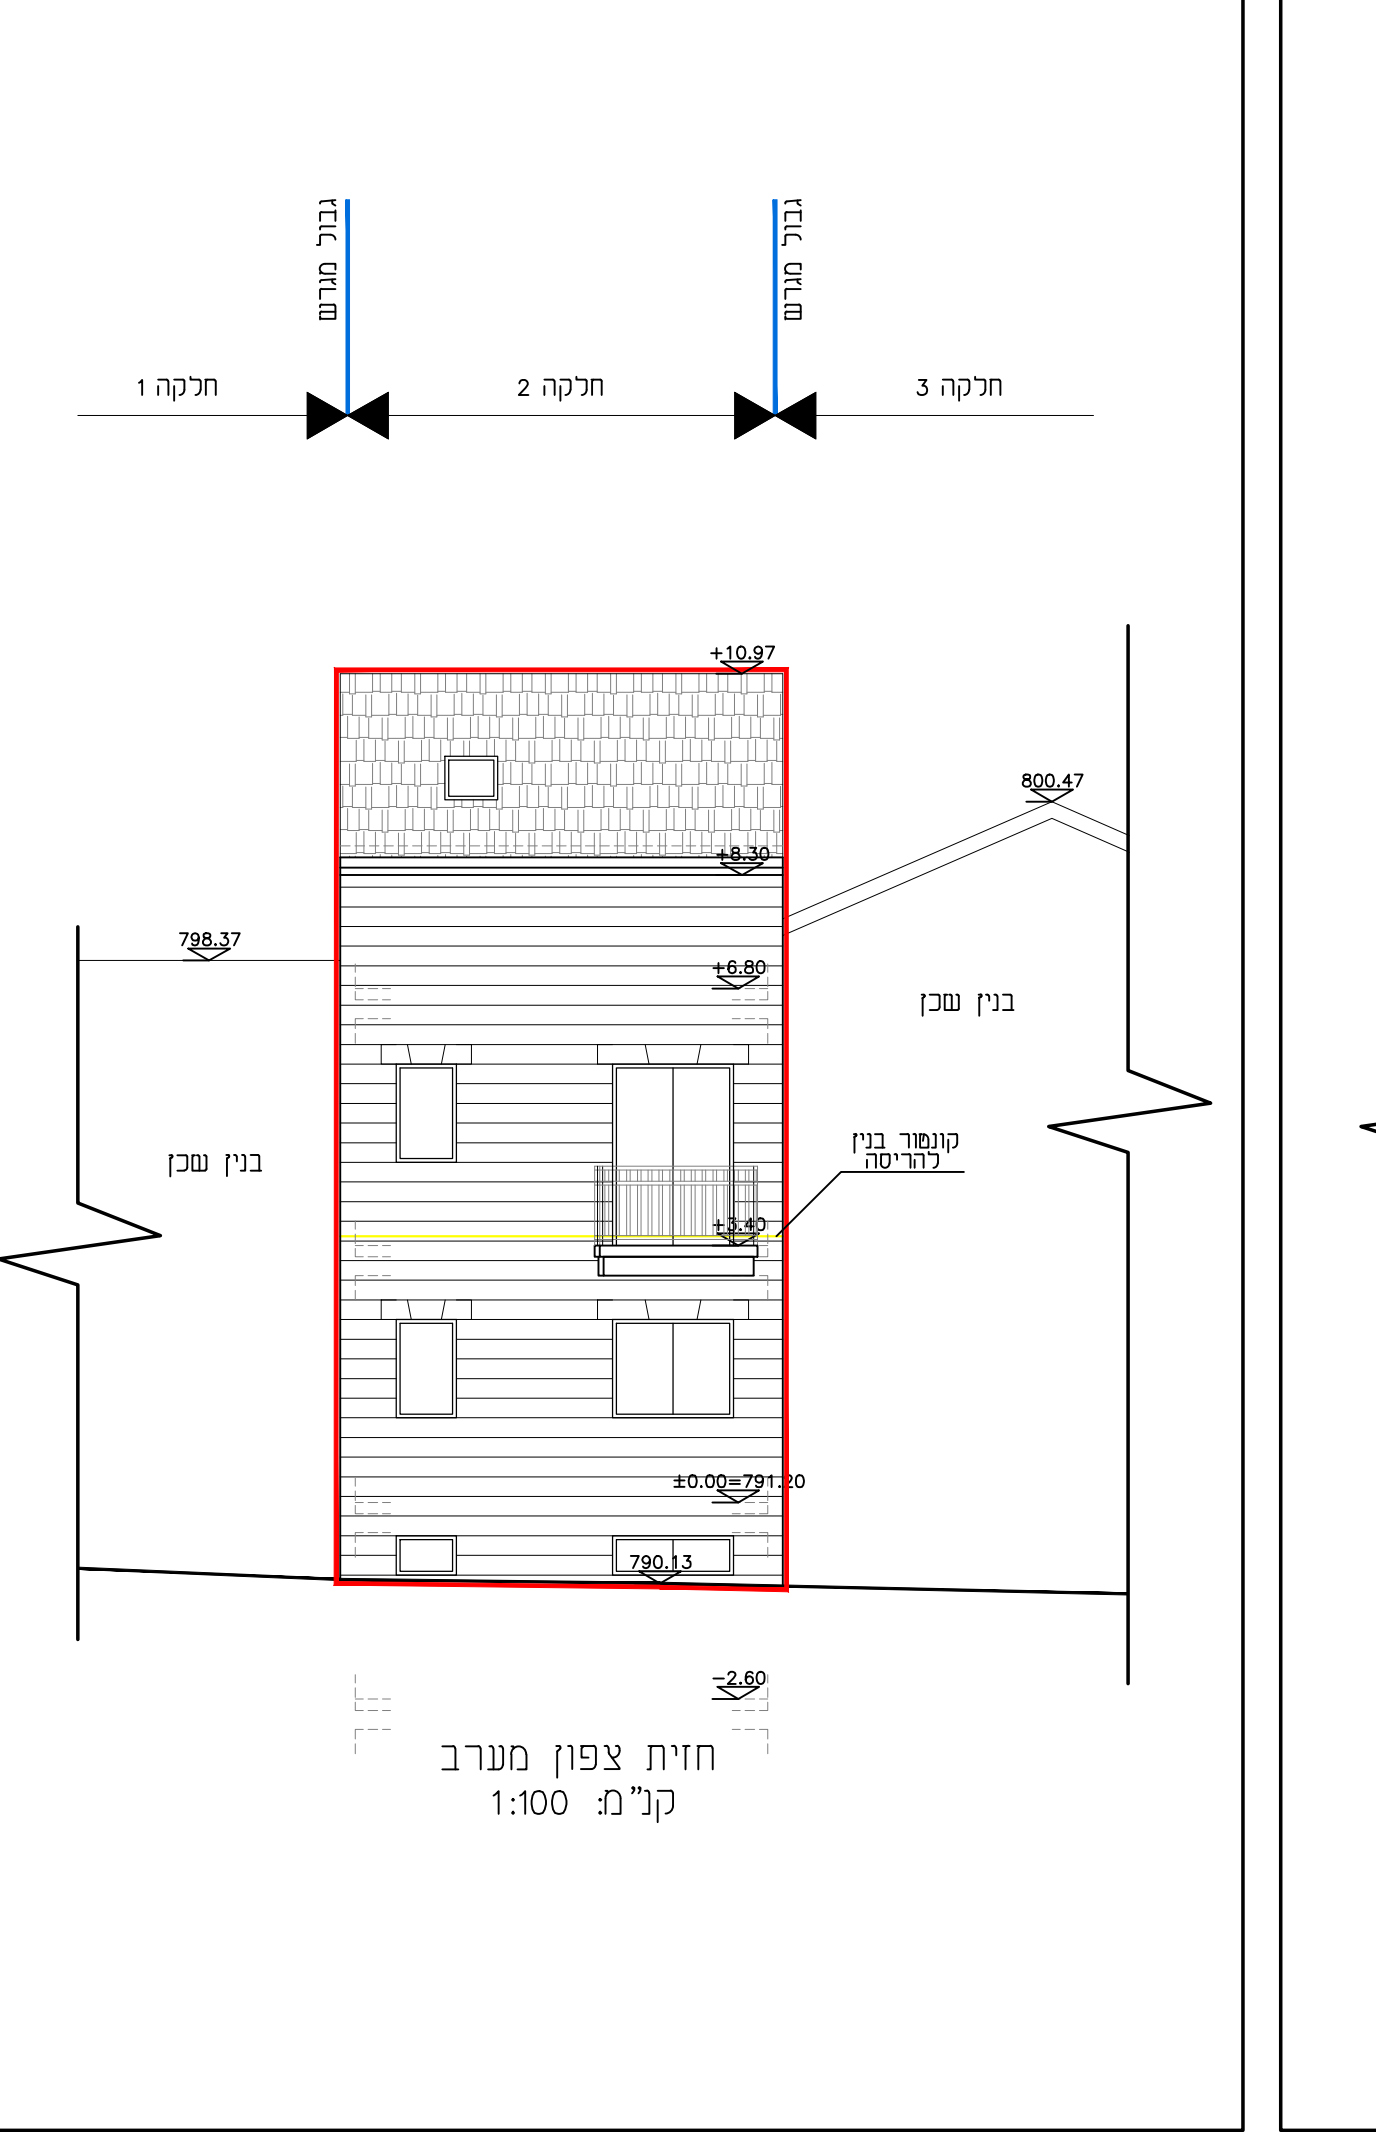 גבול מגרש
גבול מגרש
חלקה 1
חלקה 2
חלקה 3
+10.97
800.47
+8.30
798.37
+6.80
בנין שכן
קונטור בנין
להריסה
בנין שכן
+3.40
±0.00=791.20
790.13
-2.60
חזית צפון מערב
קנ"מ: 1:100